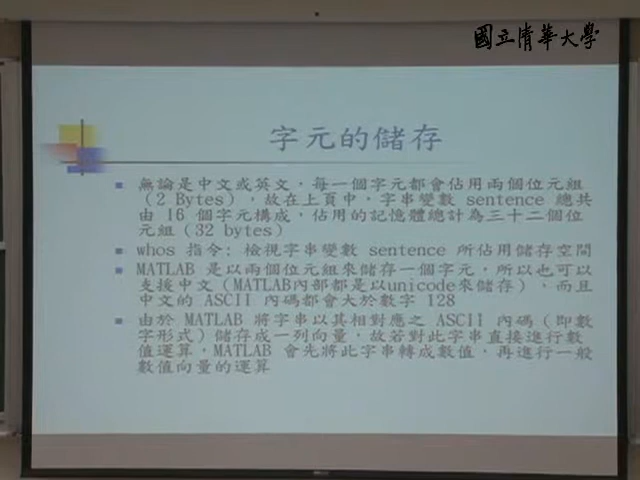 國立清華大學
字元的儲存
無論是中文或英文，每一個字元都會佔用兩個位元組
（2 Bytes），故在上頁中，字串變數 sentence 總共
由 16 個字元構成，佔用的記憶體總計為三十二個位
元組（32 bytes）
whos 指令：檢視字串變數 sentence 所佔用儲存空間
MATLAB 是以兩個位元組來儲存一個字元，所以也可以
支援中文（MATLAB內部都是以unicode來儲存），而且
中文的 ASCII 內碼都會大於數字 128
由於 MATLAB 將字串以其相對應之 ASCII 內碼（即數
字形式）儲存成一列向量，故若對此字串直接進行數
值運算，MATLAB 會先將此字串轉成數值，再進行一般
數值向量的運算